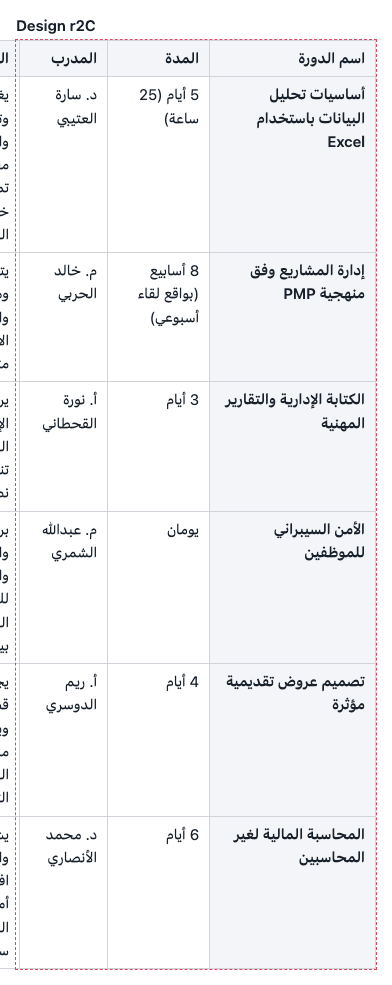 Design r2C
اسم الدورة
المدة
المدرب
أساسيات تحليل
البيانات باستخدام
Excel
5 أيام (25
ساعة)
د. سارة
العتيبي
إدارة المشاريع وفق
منهجية PMP
8 أسابيع
(بواقع لقاء
أسبوعي)
م. خالد
الحربي
الكتابة الإدارية والتقارير
المهنية
3 أيام
أ. نورة
القحطاني
الأمن السيبراني
للموظفين
يومان
م. عبدالله
الشمري
تصميم عروض تقديمية
مؤثرة
4 أيام
أ. ريم
الدوسري
المحاسبة المالية لغير
المحاسبين
6 أيام
د. محمد
الأنصاري